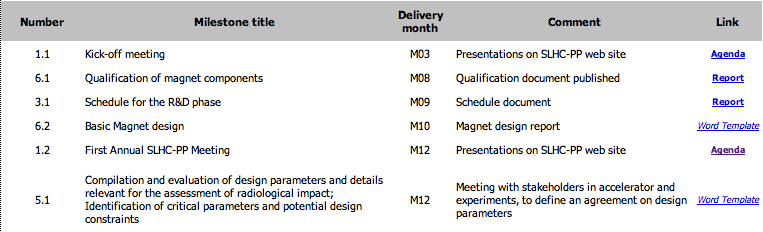 Number Milestone title Delivery month Comment Link
1.1 Kick-off meeting M03 Presentations on SLHC-PP web site Agenda
6.1 Qualification of magnet components M08 Qualification document published Report
3.1 Schedule for the R&D phase M09 Schedule document Report
6.2 Basic Magnet design M10 Magnet design report Word Template
1.2 First Annual SLHC-PP Meeting M12 Presentations on SLHC-PP web site Agenda
5.1 Compilation and evaluation of design parameters and details
relevant for the assessment of radiological impact;
Identification of critical parameters and potential design
constraints
M12 Meeting with stakeholders in accelerator and
experiments, to define an agreement on design
parameters
Word Template